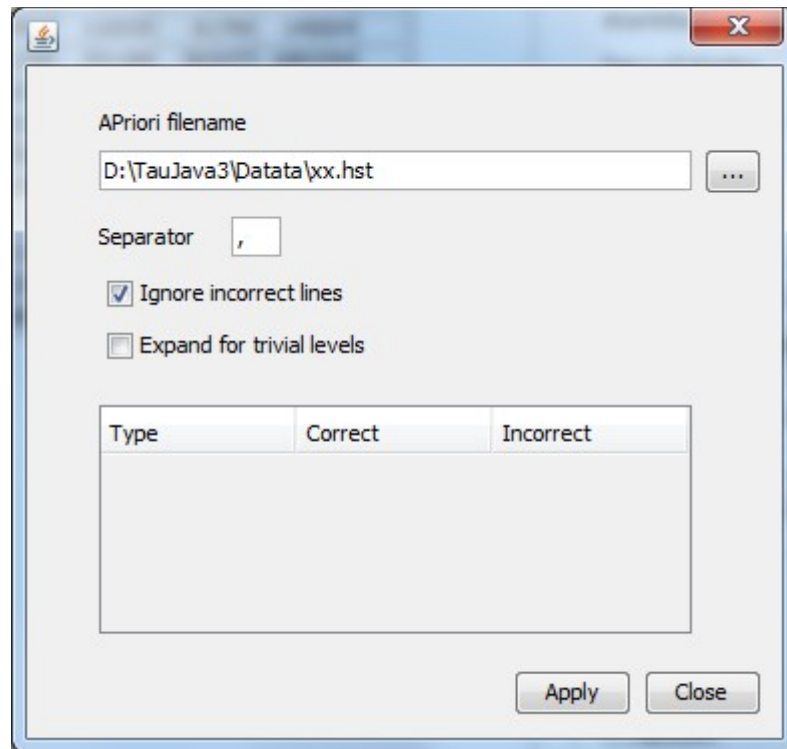 APriori filename
D:\TauJava3\Datata\xx.hst ...
Separator ,
Ignore incorrect lines
Expand for trivial levels
Type Correct Incorrect
Apply Close